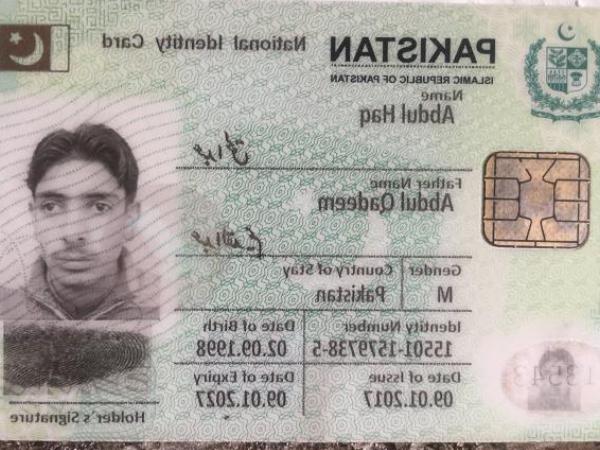 PAKISTAN National Identity Card
ISLAMIC REPUBLIC OF PAKISTAN
Name
Abdul Haq
Father Name
Abdul Qadeem
Gender Country of Stay
M Pakistan
Identity Number Date of Birth
15501-1579738-5 02.09.1998
Date of Issue Date of Expiry
09.01.2017 09.01.2027
Holder's Signature